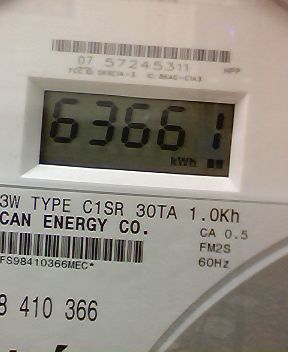 07 57245311
HPP
63661
kWh
3W TYPE C1SR 30TA 1.0Kh
CAN ENERGY CO.
CA 0.5
FM2S
60Hz
FS98410366MEC*
8 410 366